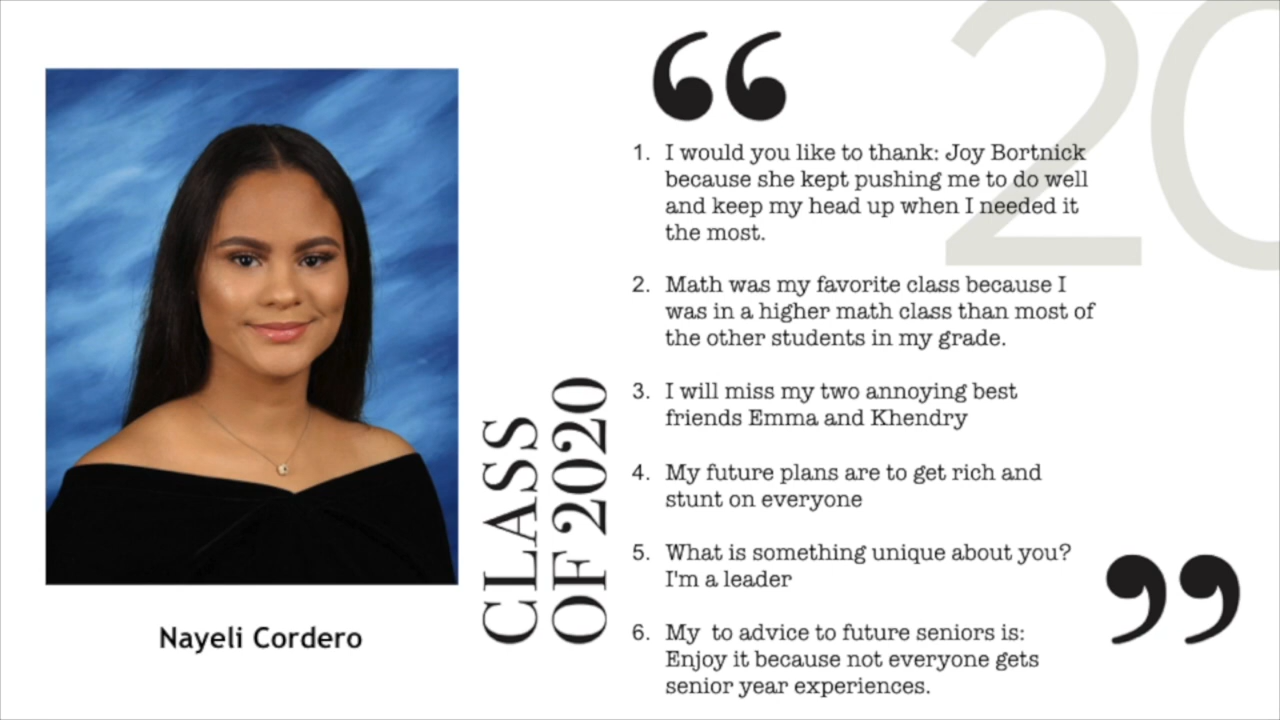 20
“
1. I would you like to thank: Joy Bortnick
because she kept pushing me to do well
and keep my head up when I needed it
the most.
2. Math was my favorite class because I
was in a higher math class than most of
the other students in my grade.
3. I will miss my two annoying best
friends Emma and Khendry
4. My future plans are to get rich and
stunt on everyone
5. What is something unique about you?
I'm a leader
6. My  to advice to future seniors is:
Enjoy it because not everyone gets
senior year experiences.
”
CLASS
OF 2020
Nayeli Cordero